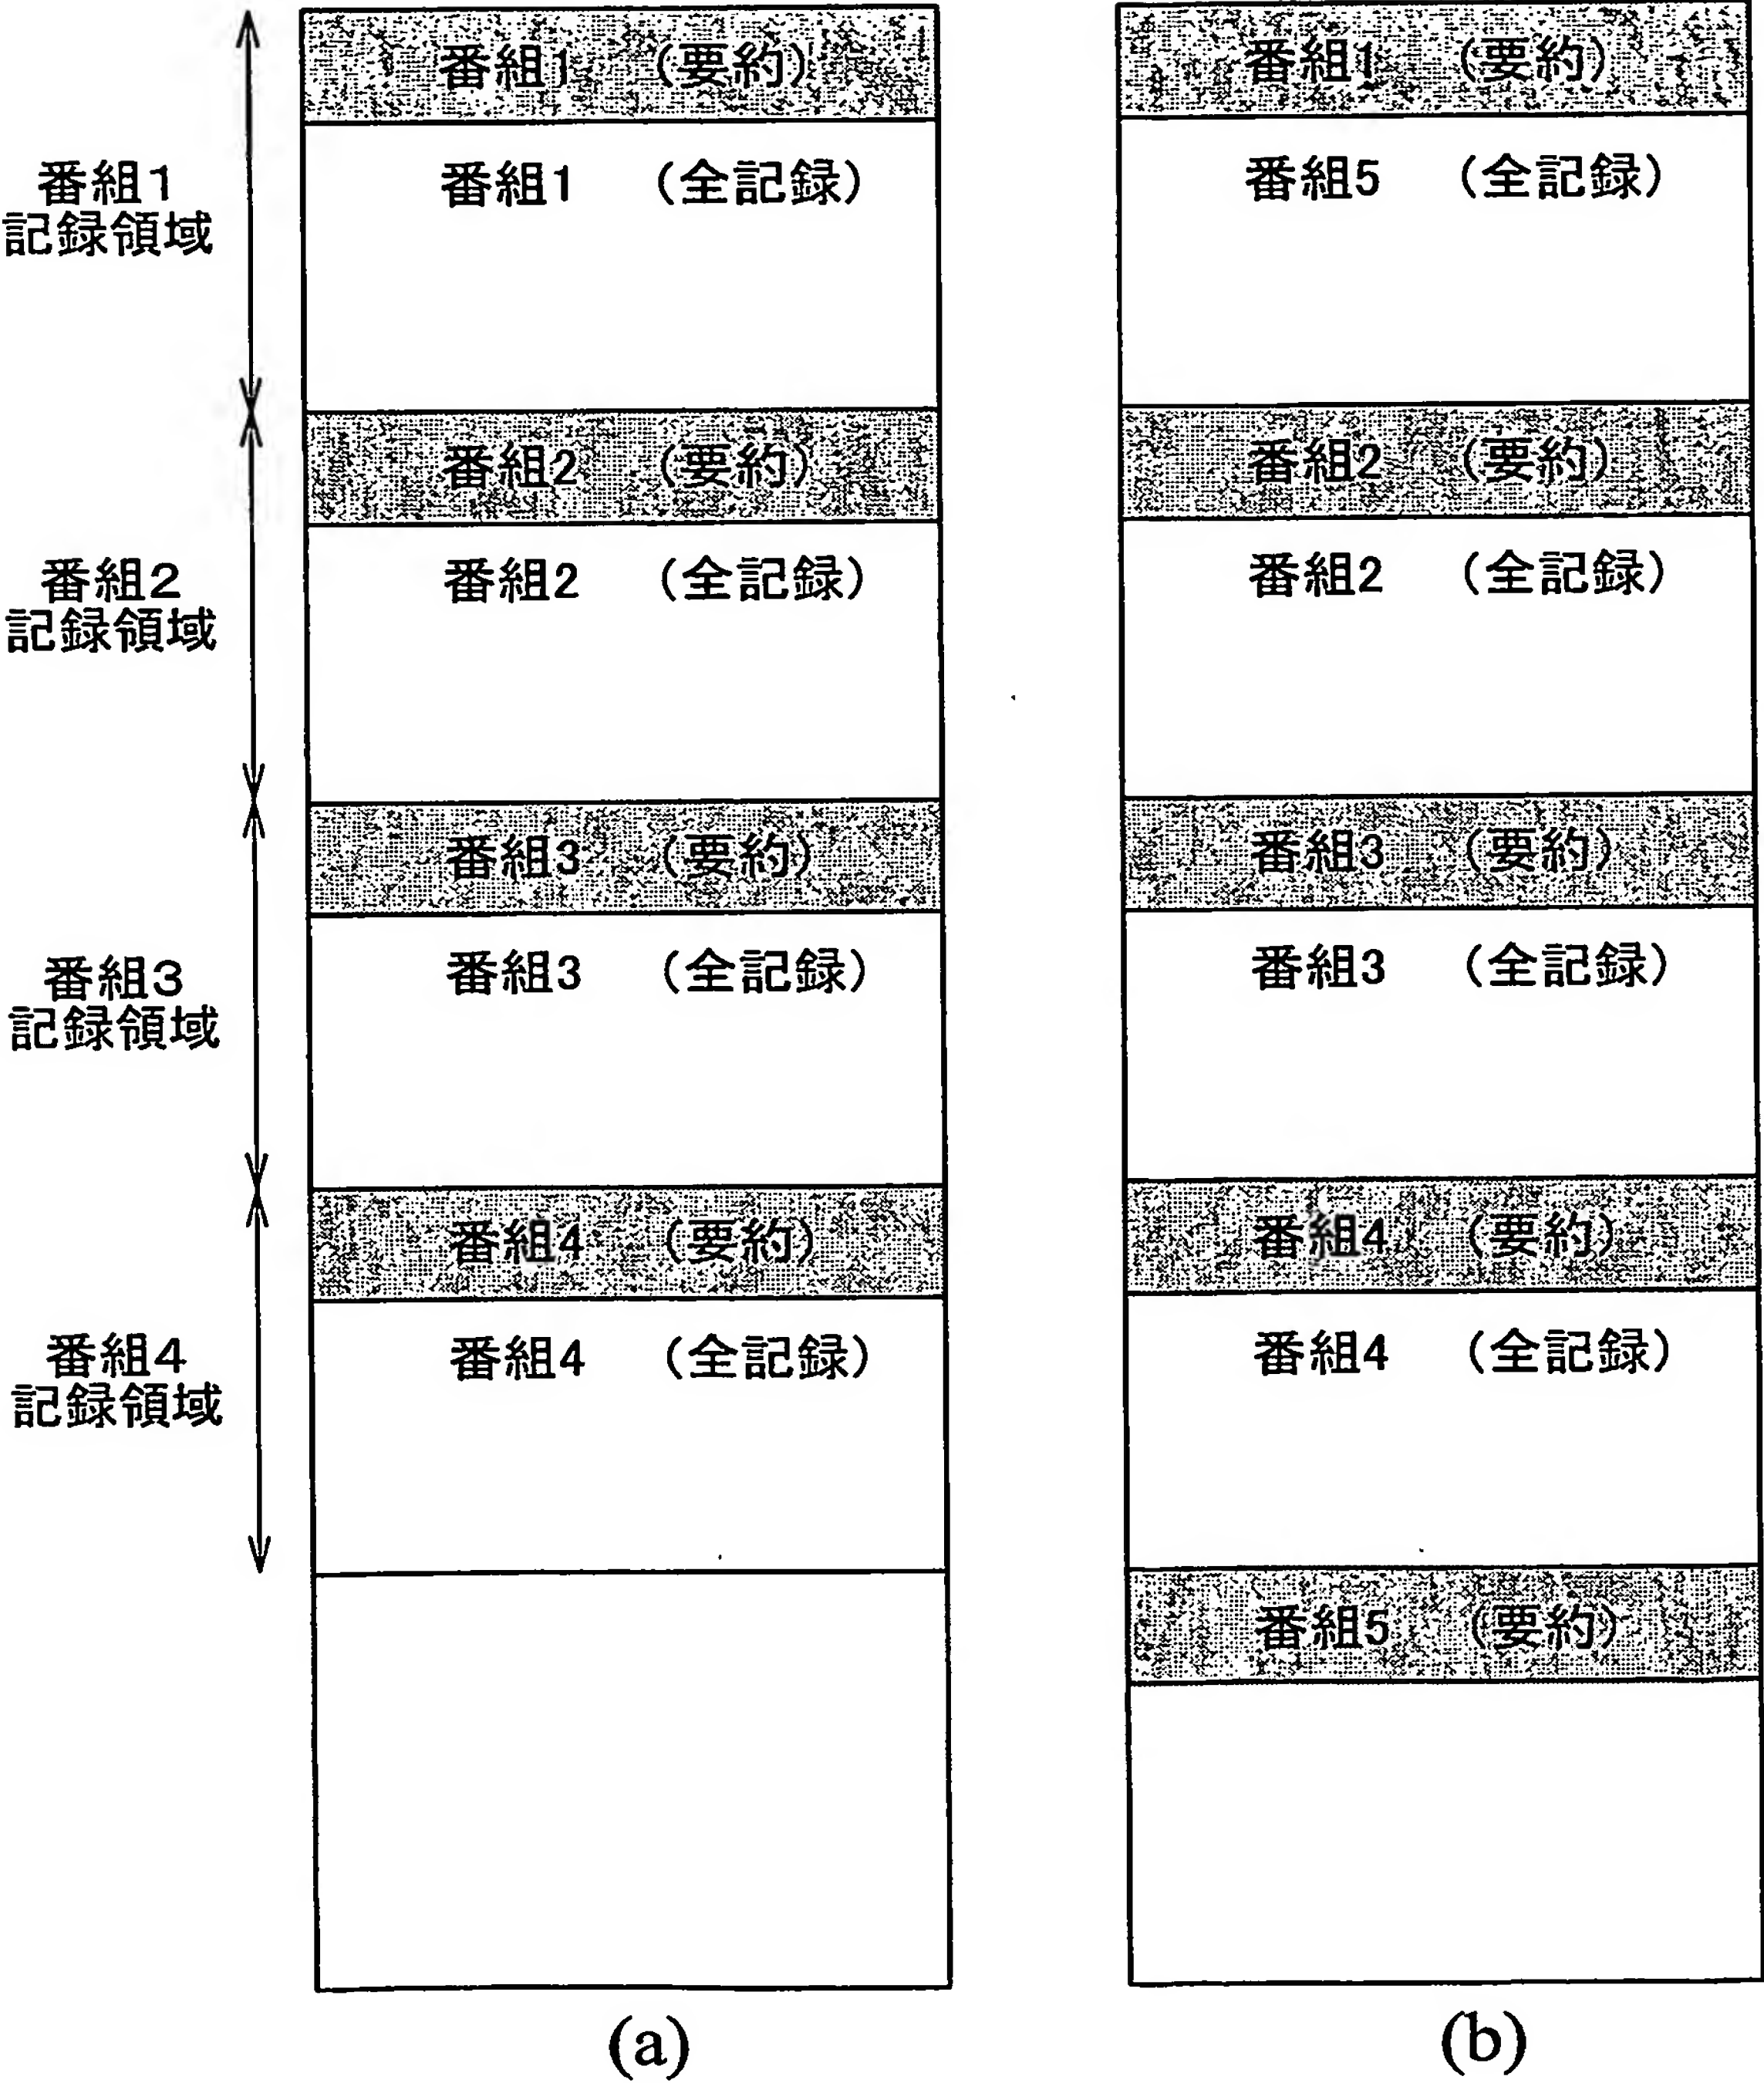 番組1 (要約)
番組1 (全記録)
番組1
記録領域
番組2 (要約)
番組2 (全記録)
番組2
記録領域
番組3 (要約)
番組3 (全記録)
番組3
記録領域
番組4 (要約)
番組4 (全記録)
番組4
記録領域
(a)
番組1 (要約)
番組5 (全記録)
番組2 (要約)
番組2 (全記録)
番組3 (要約)
番組3 (全記録)
番組4 (要約)
番組4 (全記録)
番組5 (要約)
(b)